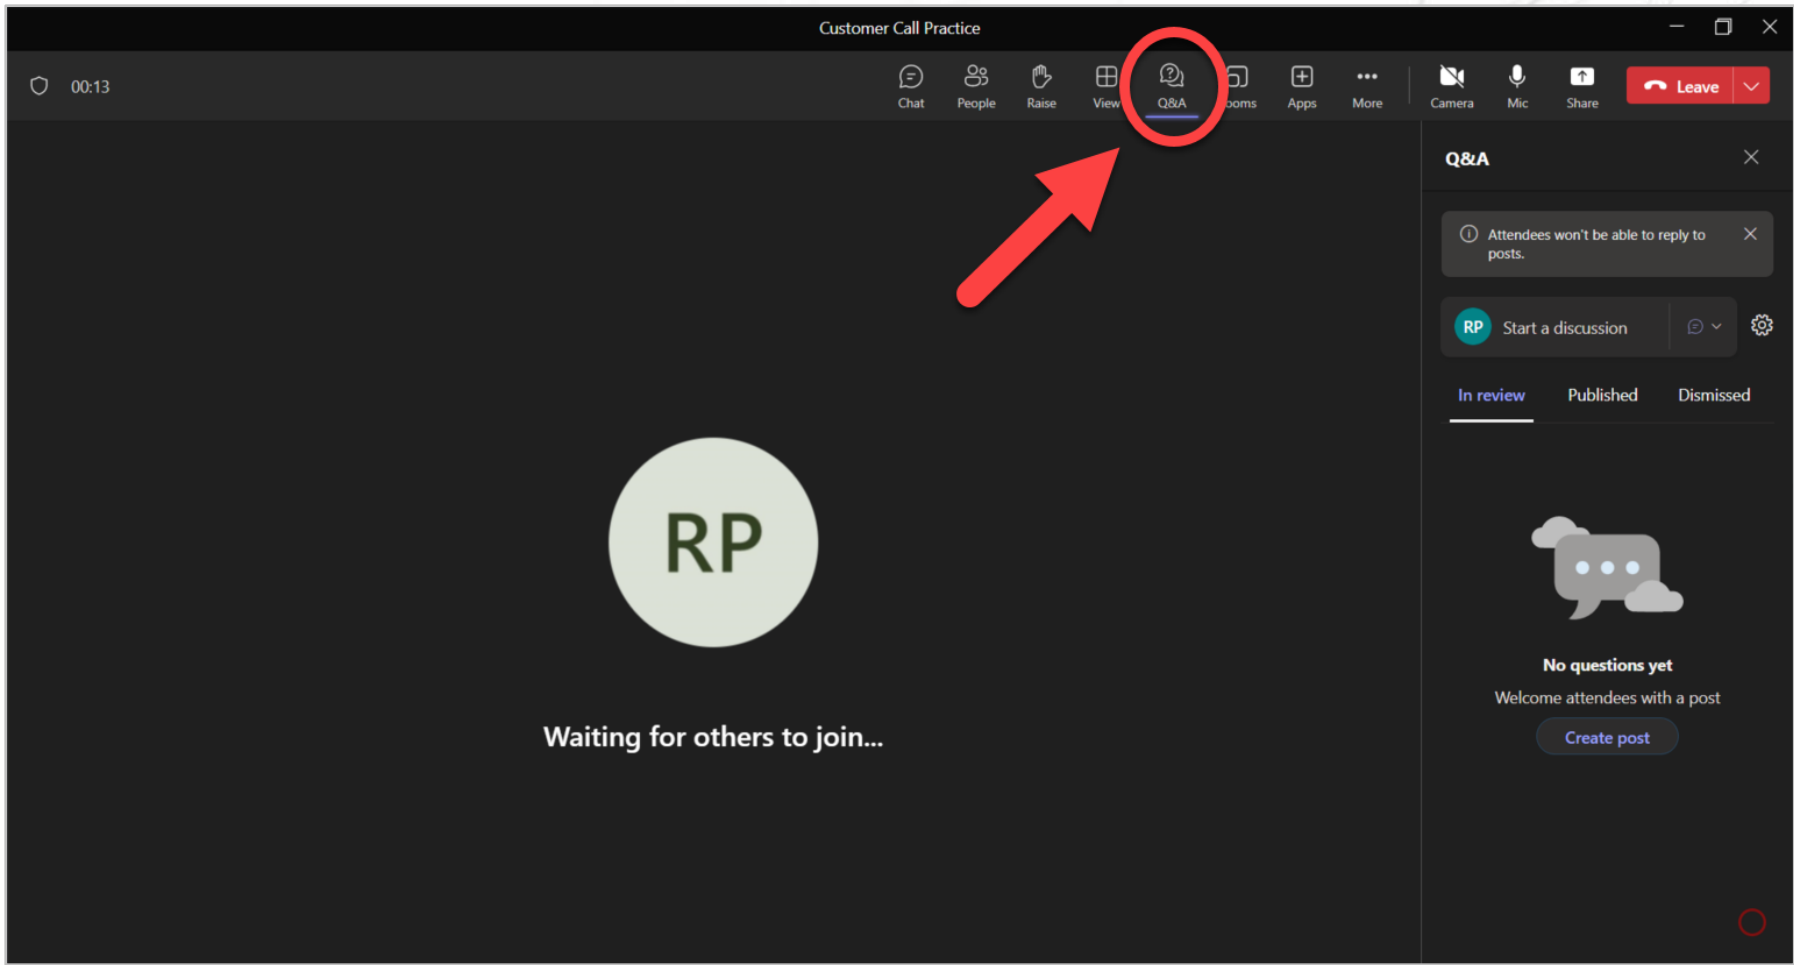 Customer Call Practice
00:13
Chat
People
Raise
View
Q&A
ooms
Apps
More
Camera
Mic
Share
Leave
Q&A
Attendees won't be able to reply to
posts.
RP
Start a discussion
In review
Published
Dismissed
RP
Waiting for others to join...
No questions yet
Welcome attendees with a post
Create post